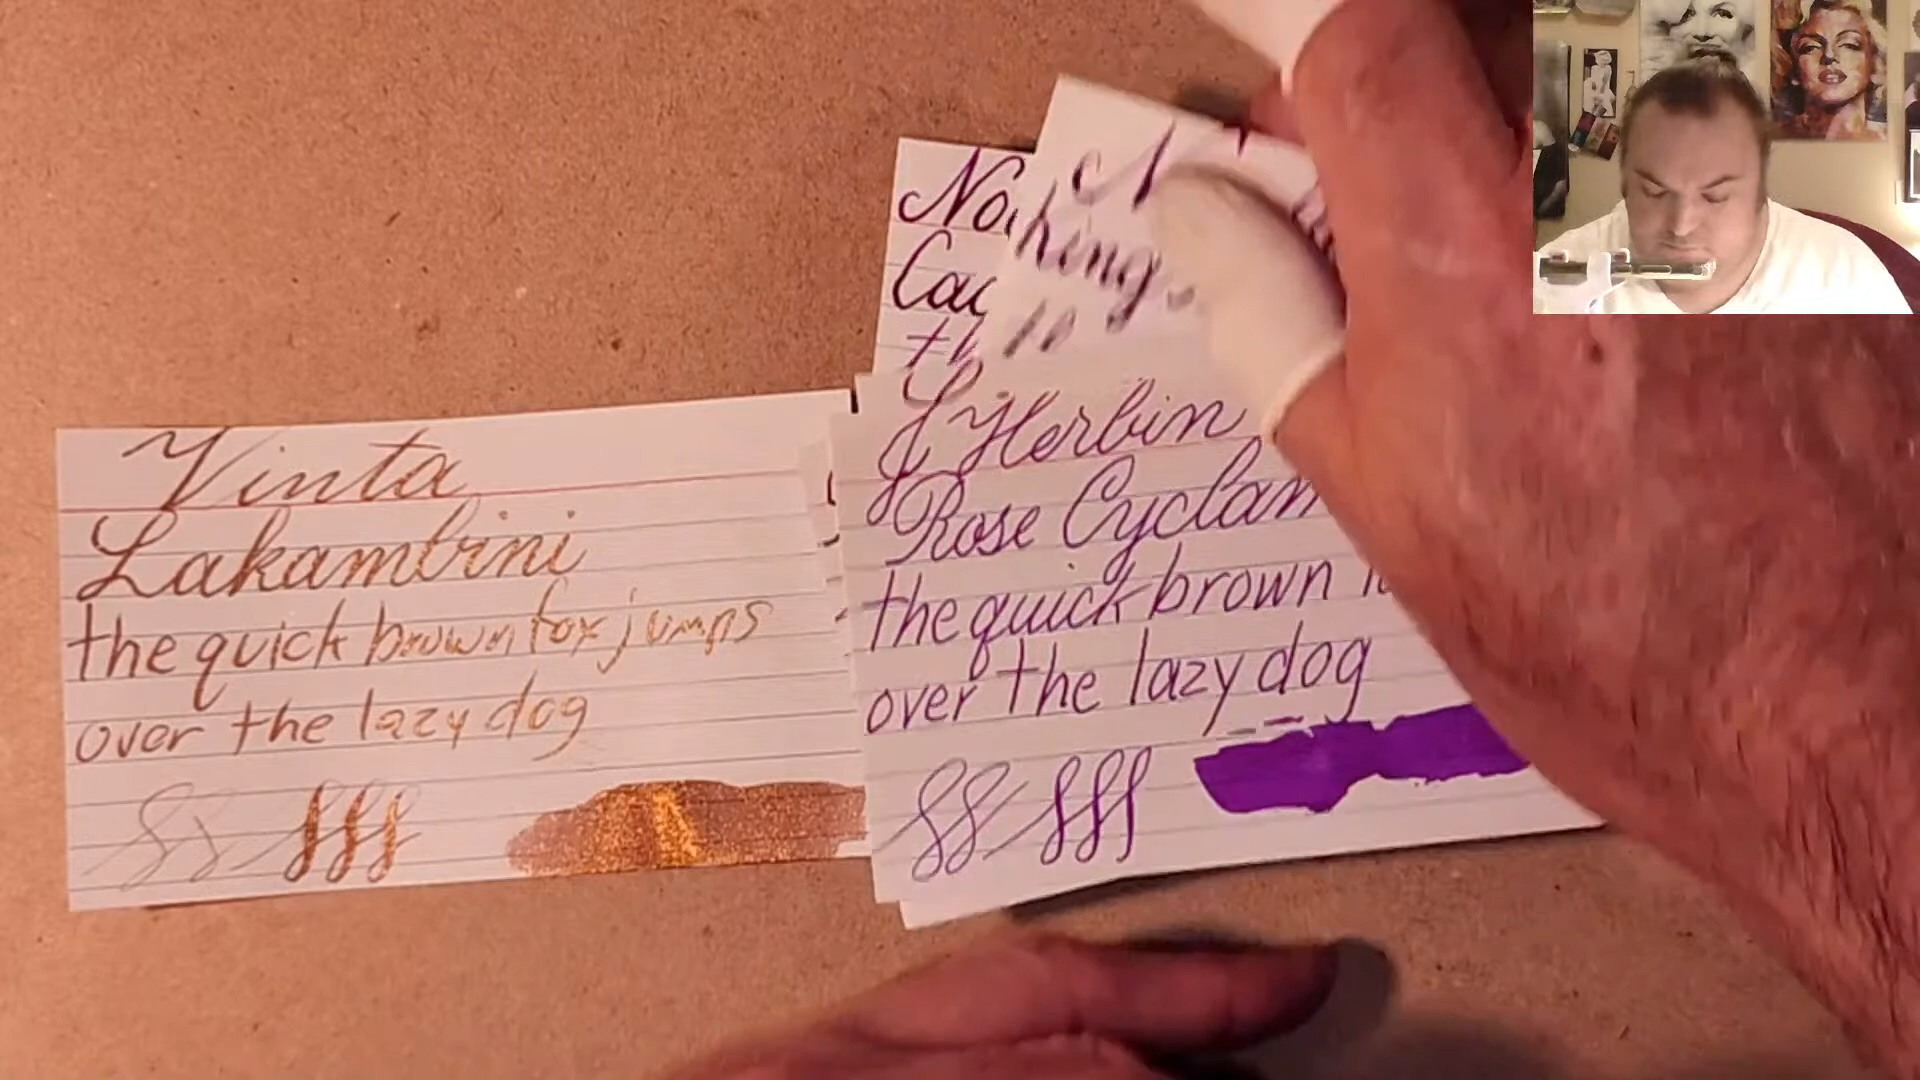 Vinta
Lakambini
the quick brown fox jumps
over the lazy dog
J Herbin
Rose Cyclam
the quick brown
over the lazy dog